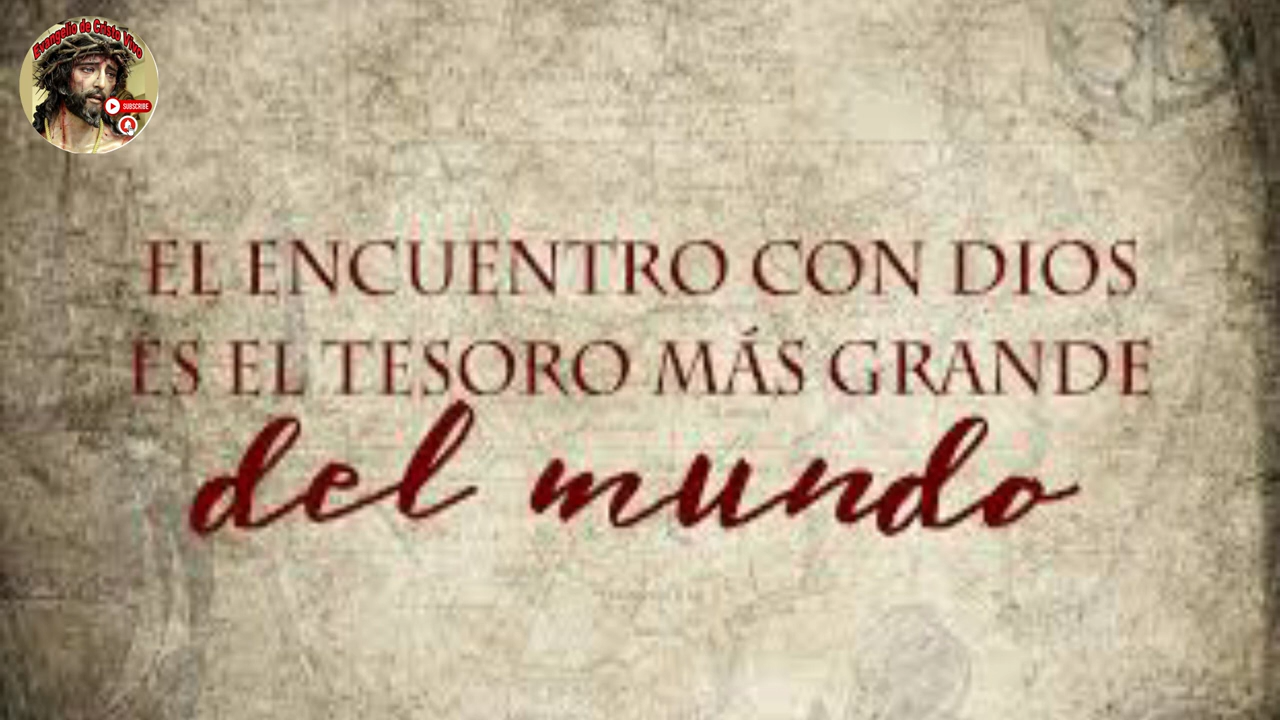 Evangelio de Cristo Vivo
SUBSCRIBE
EL ENCUENTRO CON DIOS
ES EL TESORO MÁS GRANDE
del mundo